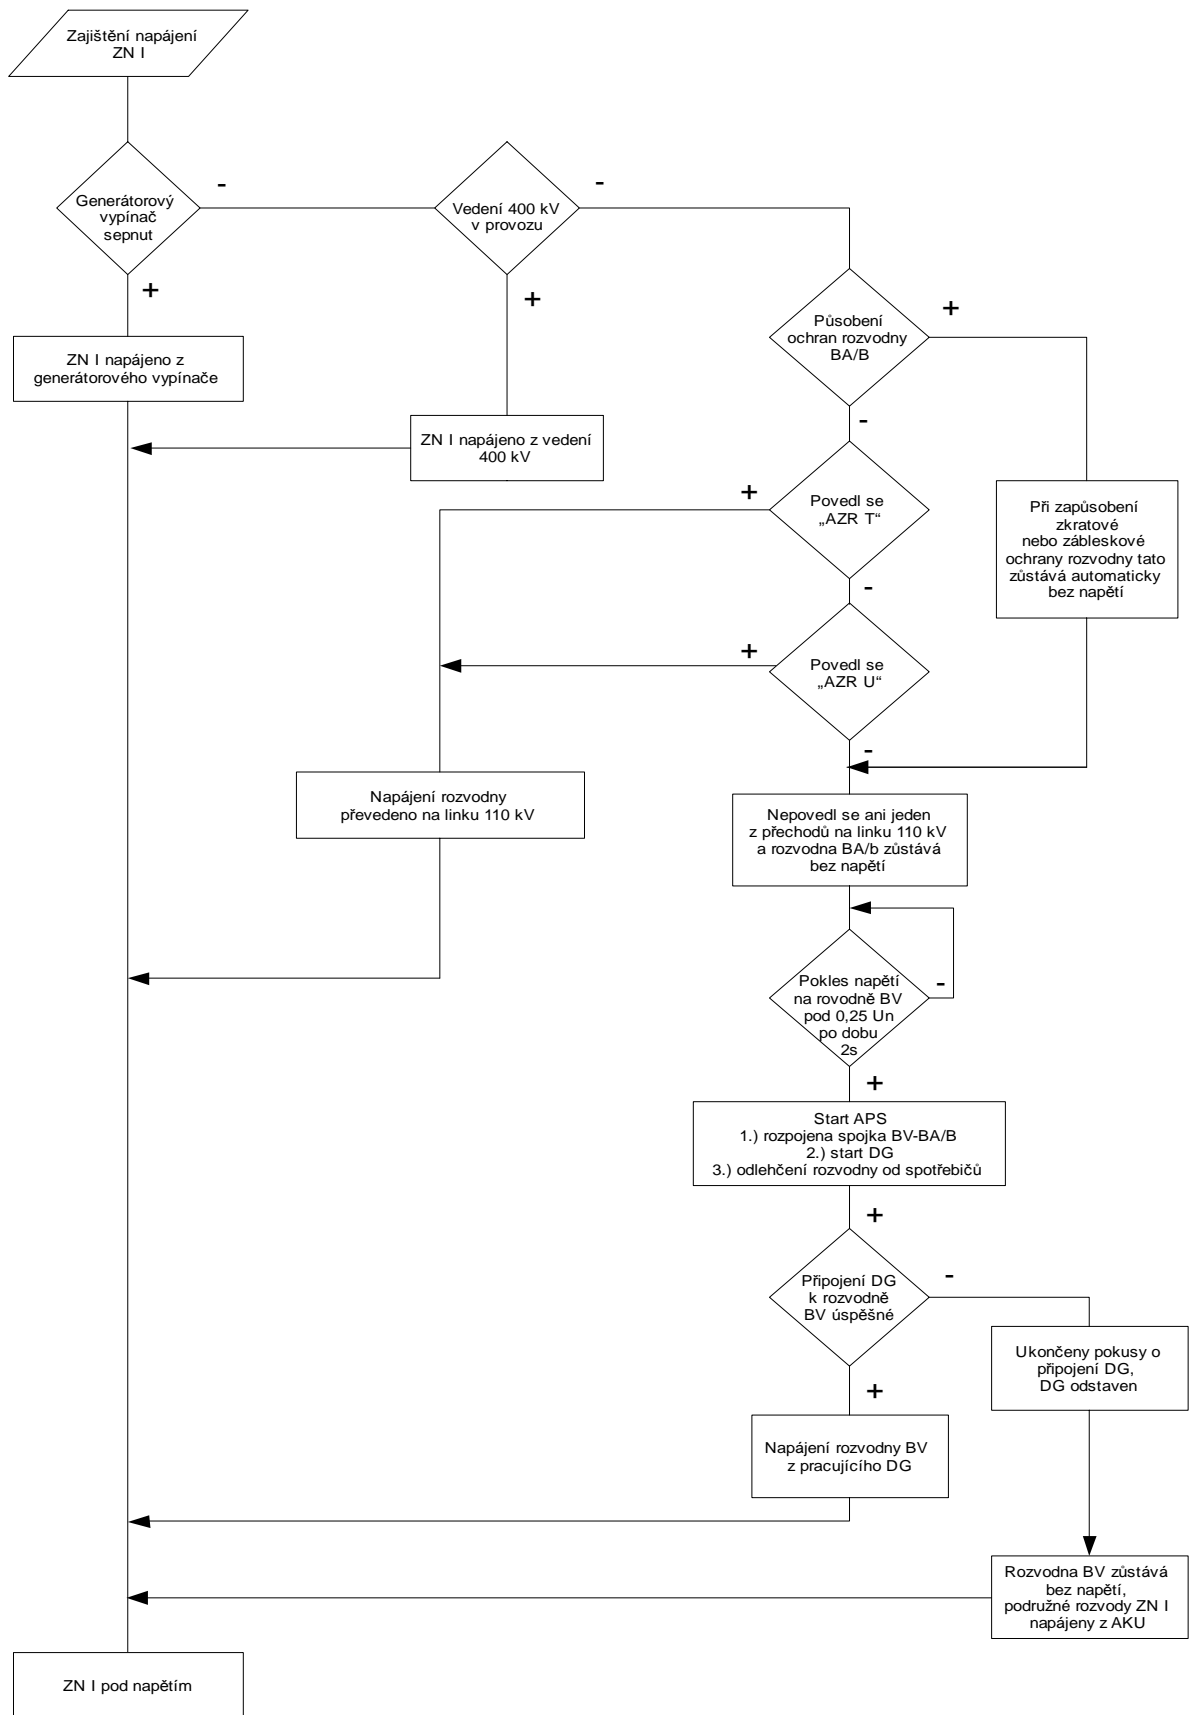 Zajištění napájení
ZN I
Generátorový
vypínač
sepnut
-
+
Vedení 400 kV
v provozu
-
+
Působení
ochran rozvodny
BA/B
+
-
ZN I napájeno z
generátorového vypínače
ZN I napájeno z vedení
400 kV
Povedl se
„AZR T“
+
-
Při zapůsobení
zkratové
nebo zábleskové
ochrany rozvodny tato
zůstává automaticky
bez napětí
Povedl se
„AZR U“
+
-
Napájení rozvodny
převedeno na linku 110 kV
Nepovedl se ani jeden
z přechodů na linku 110 kV
a rozvodna BA/b zůstává
bez napětí
Pokles napětí
na rovodně BV
pod 0,25 Un
po dobu
2s
-
+
Start APS
1.) rozpojena spojka BV-BA/B
2.) start DG
3.) odlehčení rozvodny od spotřebičů
+
Připojení DG
k rozvodně
BV úspěšné
-
+
Ukončeny pokusy o
připojení DG,
DG odstaven
Napájení rozvodny BV
z pracujícího DG
Rozvodna BV zůstává
bez napětí,
podružné rozvody ZN I
napájeny z AKU
ZN I pod napětím